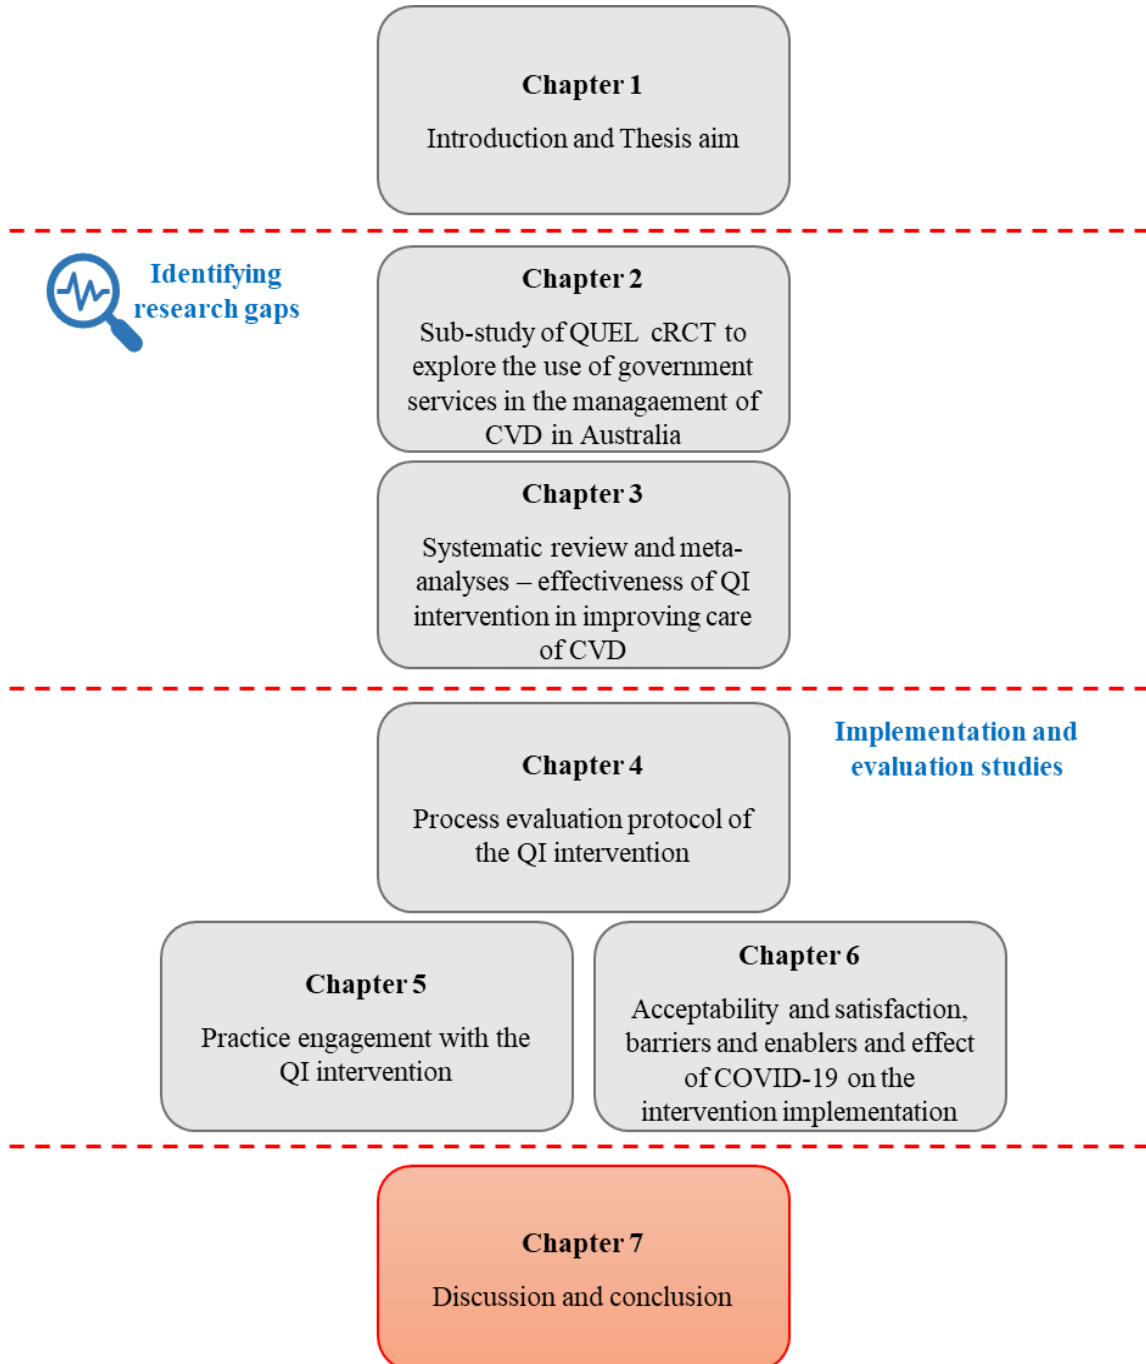 Chapter 1
Introduction and Thesis aim
Identifying
research gaps
Chapter 2
Sub-study of QUEL cRCT to
explore the use of government
services in the managaement of
CVD in Australia
Chapter 3
Systematic review and meta-
analyses – effectiveness of QI
intervention in improving care
of CVD
Implementation and
evaluation studies
Chapter 4
Process evaluation protocol of
the QI intervention
Chapter 5
Practice engagement with the
QI intervention
Chapter 6
Acceptability and satisfaction,
barriers and enablers and effect
of COVID-19 on the
intervention implementation
Chapter 7
Discussion and conclusion